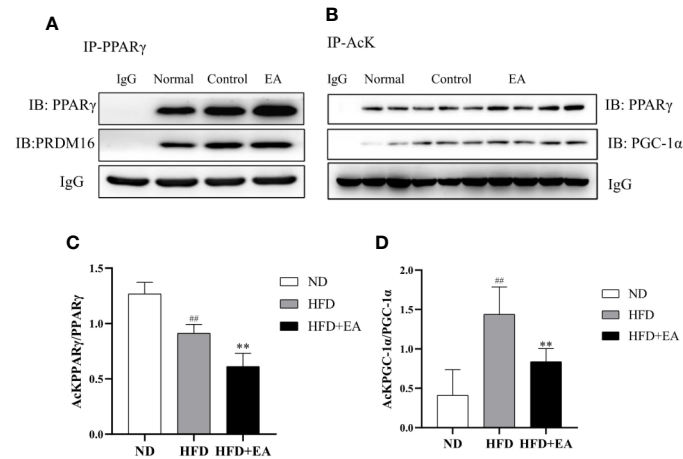 A
IP-PPARγ
IgG Normal Control EA
IB: PPARγ
IB:PRDM16
IgG
B
IP-AcK
IgG Normal Control EA
IB: PPARγ
IB: PGC-1α
IgG
C
AcKPPARγ/PPARγ
1.5
1.0
0.5
0.0
##
**
ND HFD HFD+EA
ND
HFD
HFD+EA
D
AcKPGC-1α/PGC-1α
2.0
1.5
1.0
0.5
0.0
##
**
ND HFD HFD+EA
ND
HFD
HFD+EA